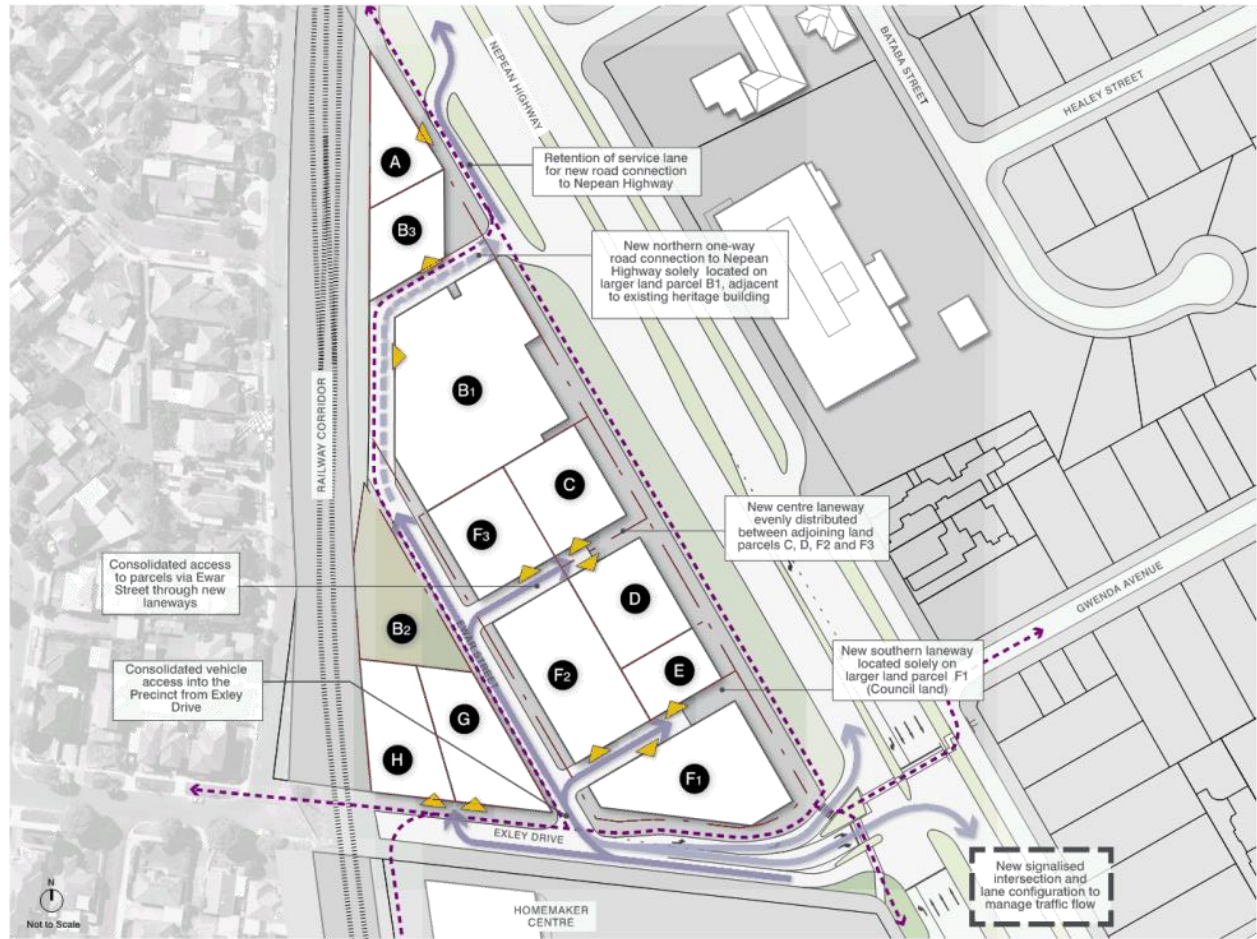 NEPEAN HIGHWAY
BATABA STREET
HEALEY STREET
A
Retention of service lane
for new road connection
to Nepean Highway
B3
New northern one-way
road connection to Nepean
Highway solely located on
larger land parcel B1, adjacent
to existing heritage building
RAILWAY CORRIDOR
B1
C
F3
New centre laneway
evenly distributed
between adjoining land
parcels C, D, F2 and F3
Consolidated access
to parcels via Ewar
Street through new
laneways
GWENDA AVENUE
D
B2
EWAR STREET
F2
E
New southern laneway
located solely on
larger land parcel F1
(Council land)
Consolidated vehicle
access into the
Precinct from Exley
Drive
G
H
F1
EXLEY DRIVE
New signalised
intersection and
lane configuration to
manage traffic flow
N
Not to Scale
HOMEMAKER
CENTRE